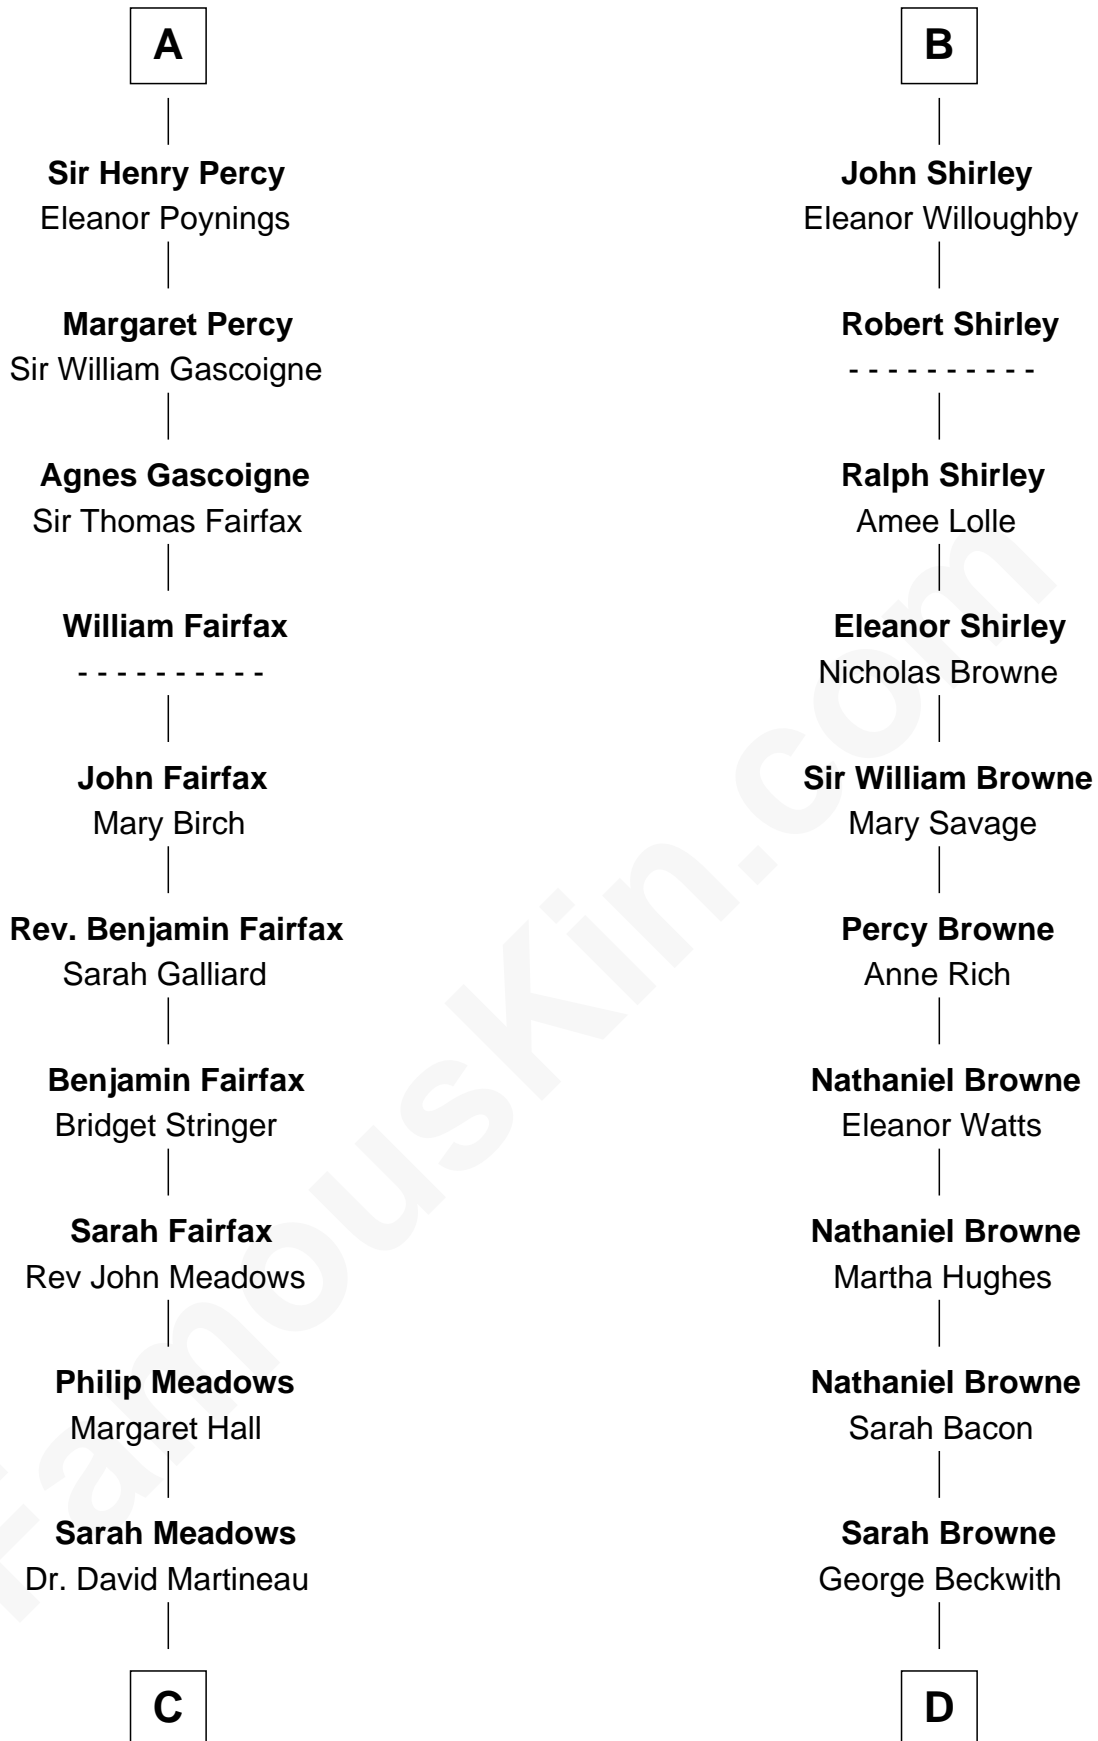 A
Sir Henry Percy
Eleanor Poynings
Margaret Percy
Sir William Gascoigne
Agnes Gascoigne
Sir Thomas Fairfax
William Fairfax
- - - - - - - - - -
John Fairfax
Mary Birch
Rev. Benjamin Fairfax
Sarah Galliard
Benjamin Fairfax
Bridget Stringer
Sarah Fairfax
Rev John Meadows
Philip Meadows
Margaret Hall
Sarah Meadows
Dr. David Martineau
C
B
John Shirley
Eleanor Willoughby
Robert Shirley
- - - - - - - - - -
Ralph Shirley
Amee Lolle
Eleanor Shirley
Nicholas Browne
Sir William Browne
Mary Savage
Percy Browne
Anne Rich
Nathaniel Browne
Eleanor Watts
Nathaniel Browne
Martha Hughes
Nathaniel Browne
Sarah Bacon
Sarah Browne
George Beckwith
D
FamousKin.com